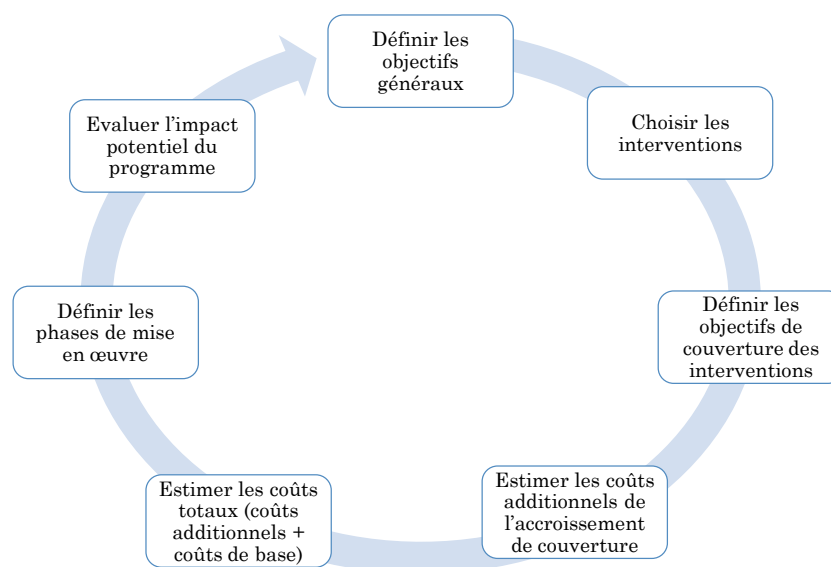 Définir les
objectifs
généraux
Choisir les
interventions
Définir les
objectifs de
couverture des
interventions
Estimer les coûts
additionnels de
l'accroissement
de couverture
Estimer les coûts
totaux (coûts
additionnels +
coûts de base)
Définir les
phases de mise
en œuvre
Evaluer l'impact
potentiel du
programme